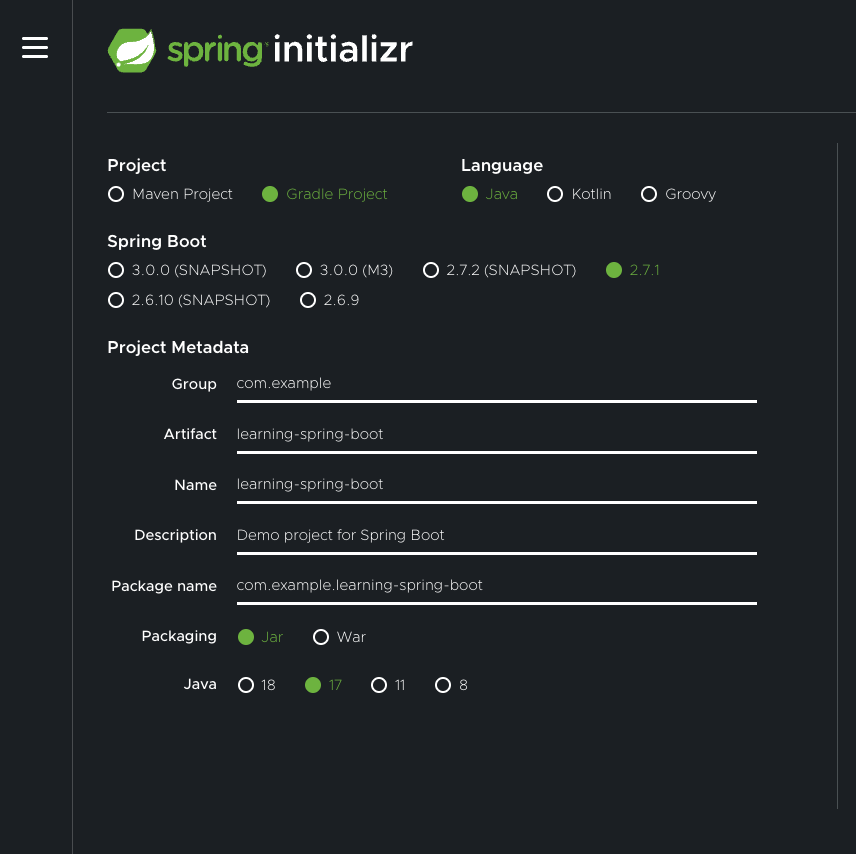 spring initializr
Project
Language
Maven Project Gradle Project
Java Kotlin Groovy
Spring Boot
3.0.0 (SNAPSHOT) 3.0.0 (M3) 2.7.2 (SNAPSHOT) 2.7.1
2.6.10 (SNAPSHOT) 2.6.9
Project Metadata
Group com.example
Artifact learning-spring-boot
Name learning-spring-boot
Description Demo project for Spring Boot
Package name com.example.learning-spring-boot
Packaging Jar War
Java 18 17 11 8